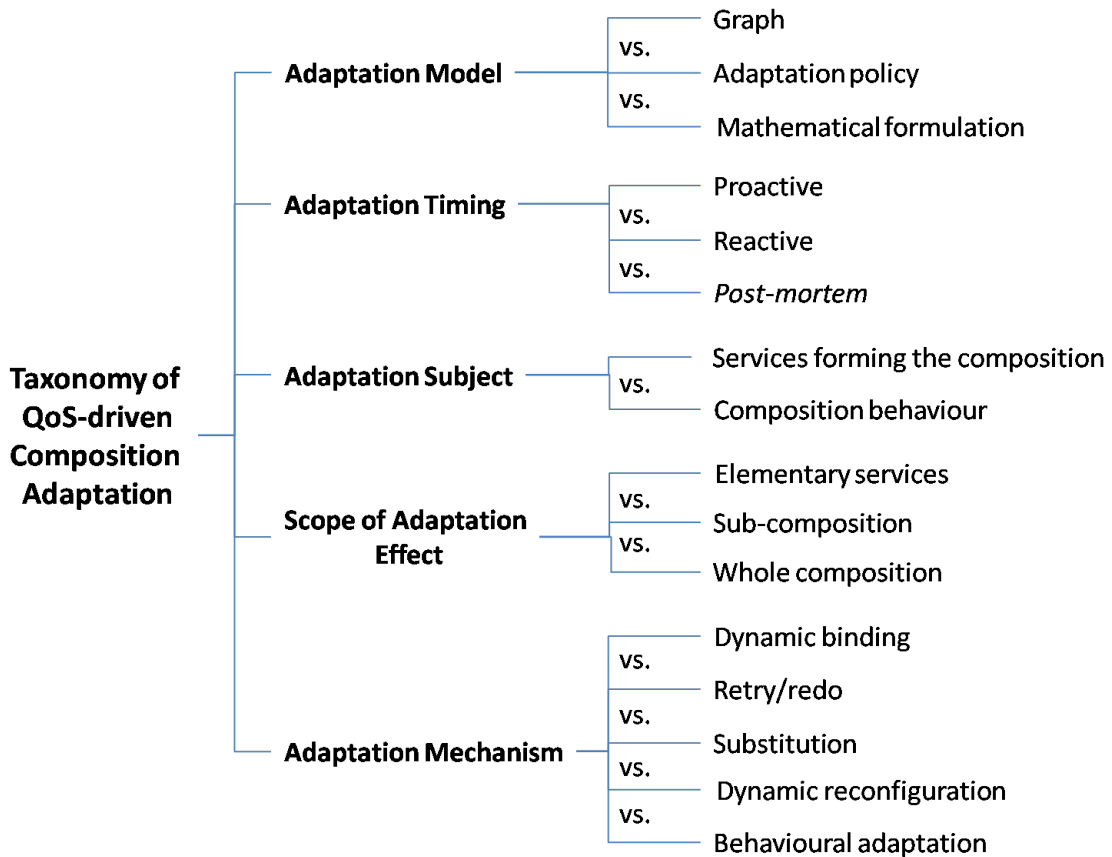 Graph
vs.
Adaptation Model
Adaptation policy
vs.
Mathematical formulation
Proactive
vs.
Adaptation Timing
Reactive
vs.
Post-mortem
Services forming the composition
vs.
Adaptation Subject
Composition behaviour
Taxonomy of
QoS-driven
Composition
Adaptation
Elementary services
vs.
Scope of Adaptation
Effect
Sub-composition
vs.
Whole composition
Dynamic binding
vs.
Retry/redo
vs.
Adaptation Mechanism
Substitution
vs.
Dynamic reconfiguration
vs.
Behavioural adaptation